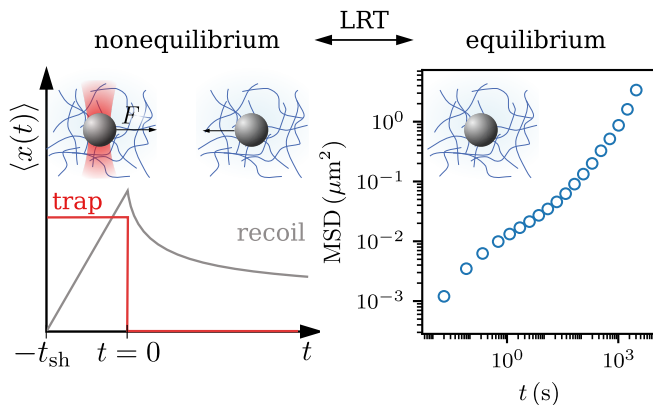 LRT
nonequilibrium
equilibrium
⟨x(t)⟩
F
trap
recoil
−t_sh
t = 0
t
MSD (μm²)
10⁰
10⁻¹
10⁻²
10⁻³
10⁰
10³
t (s)